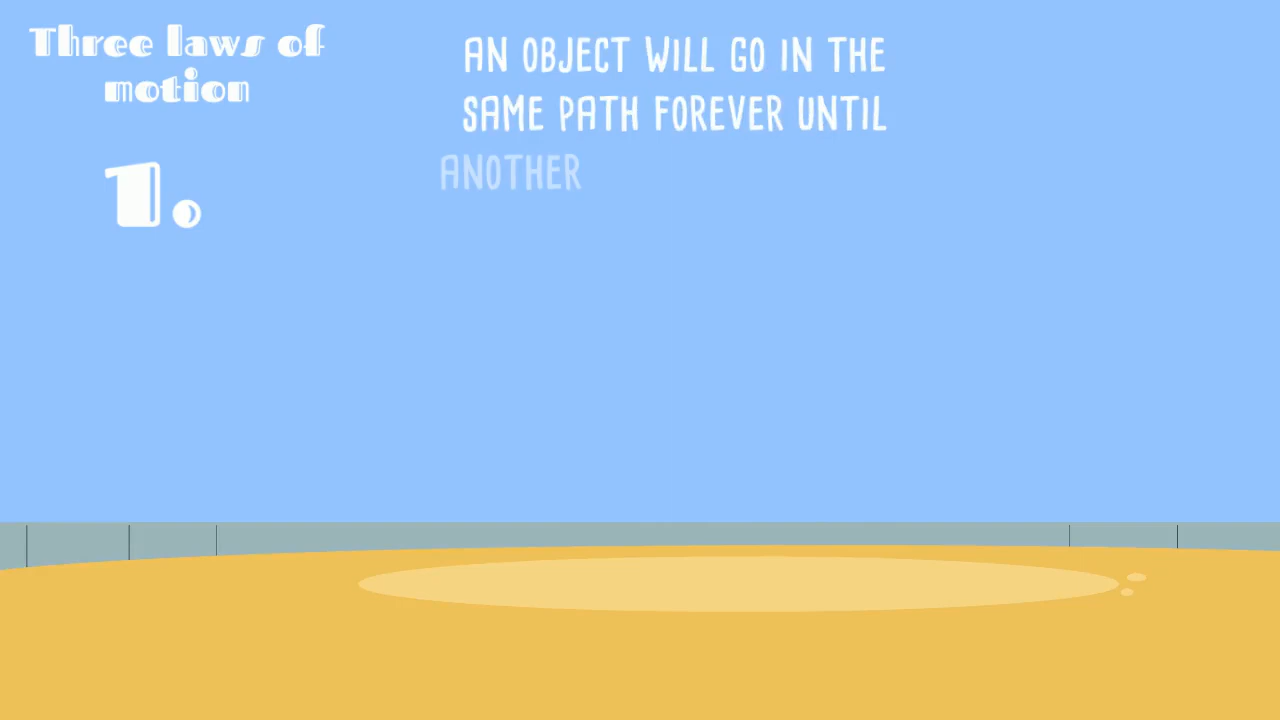 Three laws of
motion
1.
AN OBJECT WILL GO IN THE
SAME PATH FOREVER UNTIL
ANOTHER